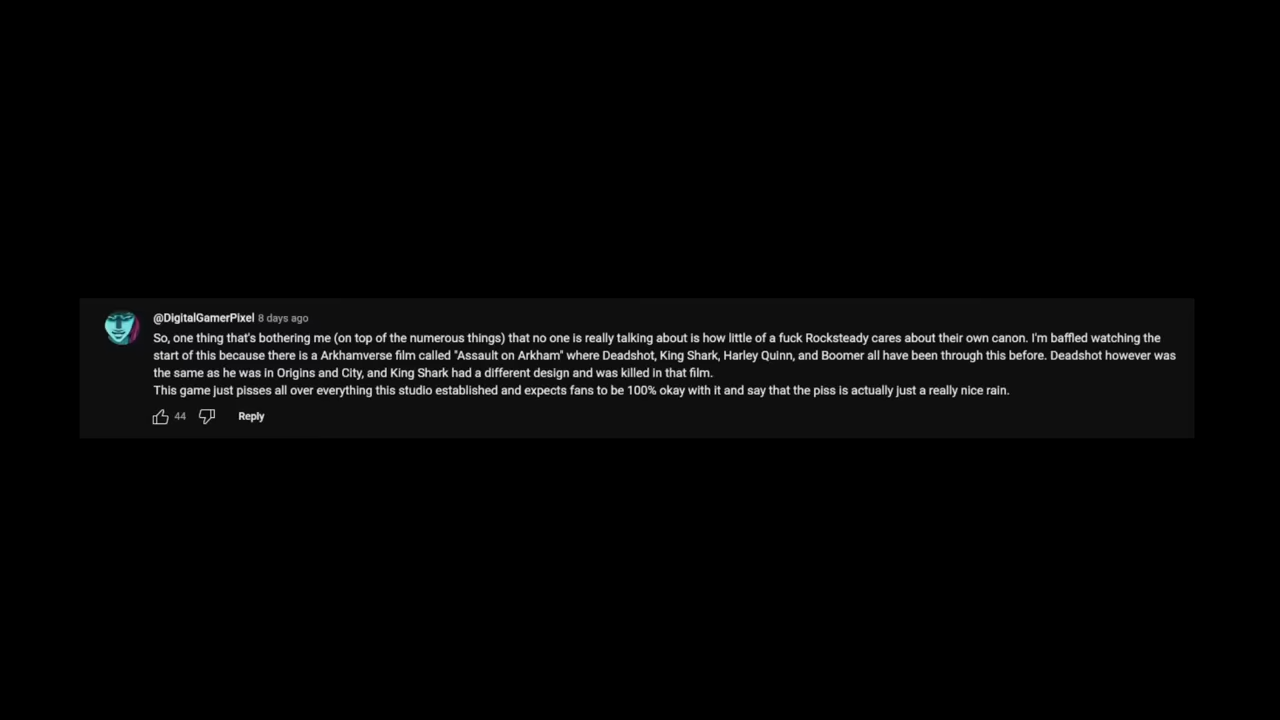 @DigitalGamerPixel 8 days ago
So, one thing that's bothering me (on top of the numerous things) that no one is really talking about is how little of a fuck Rocksteady cares about their own canon. I'm baffled watching the
start of this because there is a Arkhamverse film called "Assault on Arkham" where Deadshot, King Shark, Harley Quinn, and Boomer all have been through this before. Deadshot however was
the same as he was in Origins and City, and King Shark had a different design and was killed in that film.
This game just pisses all over everything this studio established and expects fans to be 100% okay with it and say that the piss is actually just a really nice rain.
44 Reply